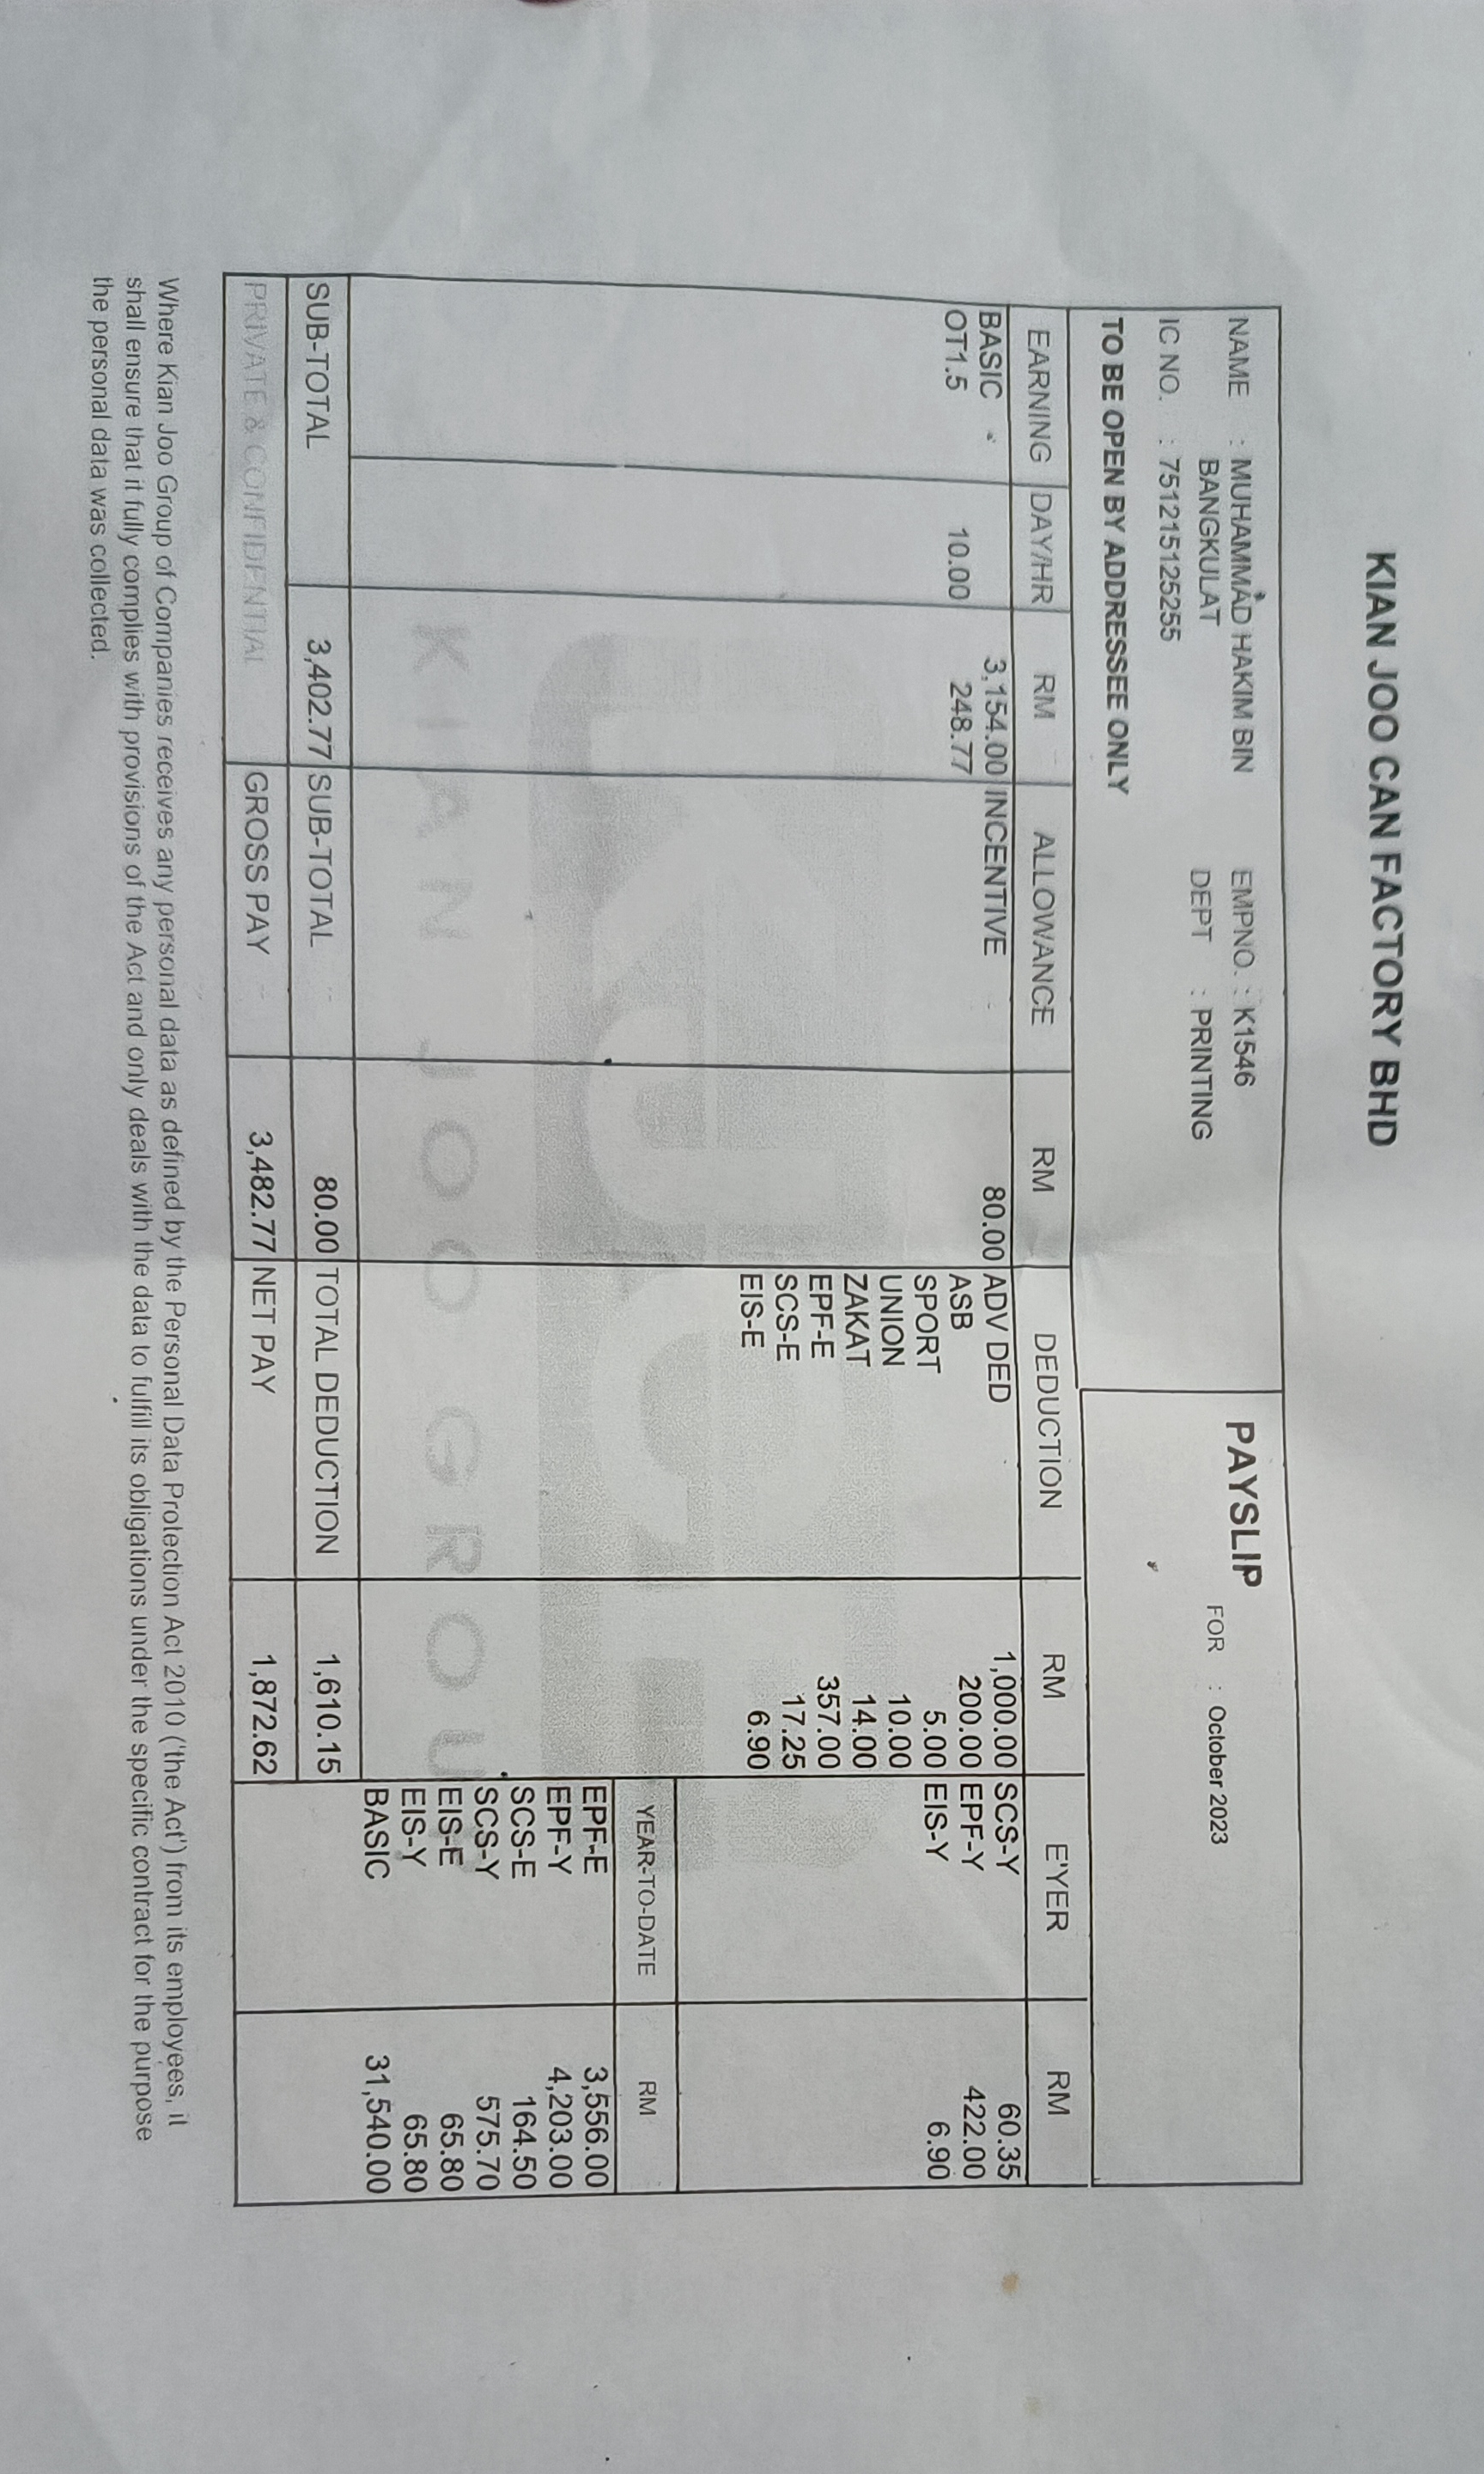 KIAN JOO CAN FACTORY BHD
NAME : MUHAMMAD HAKIM BIN BANGKULAT
EMPNO. : K1546
IC NO. : 751215125255
DEPT : PRINTING
TO BE OPEN BY ADDRESSEE ONLY
PAYSLIP
FOR : October 2023
EARNING DAY/HR RM ALLOWANCE RM DEDUCTION RM E'YER RM
BASIC 3,154.00 INCENTIVE 80.00 ADV DED 1,000.00 SCS-Y 60.35
OT1.5 10.00 248.77 ASB 200.00 EPF-Y 422.00
SPORT 5.00 EIS-Y 6.90
UNION 10.00
ZAKAT 14.00
EPF-E 357.00
SCS-E 17.25
EIS-E 6.90
YEAR-TO-DATE RM
EPF-E 3,556.00
EPF-Y 4,203.00
SCS-E 164.50
SCS-Y 575.70
EIS-E 65.80
EIS-Y 65.80
BASIC 31,540.00
KIAN JOO GROUP
SUB-TOTAL 3,402.77 SUB-TOTAL 80.00 TOTAL DEDUCTION 1,610.15
PRIVATE & CONFIDENTIAL GROSS PAY 3,482.77 NET PAY 1,872.62
Where Kian Joo Group of Companies receives any personal data as defined by the Personal Data Protection Act 2010 ('the Act') from its employees, it
shall ensure that it fully complies with provisions of the Act and only deals with the data to fulfill its obligations under the specific contract for the purpose
the personal data was collected.